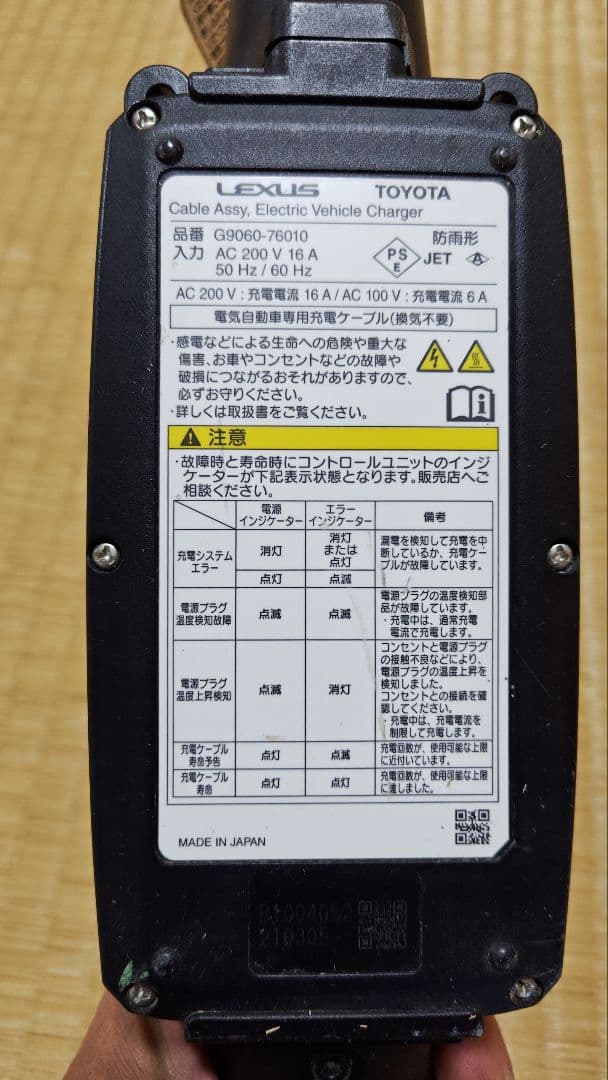 LEXUS TOYOTA
Cable Assy, Electric Vehicle Charger
品番 G9060-76010 防雨形
入力 AC 200 V 16 A
50 Hz / 60 Hz
PS
E
JET
AC 200 V : 充電電流 16 A / AC 100 V : 充電電流 6 A
電気自動車専用充電ケーブル(換気不要)
・感電などによる生命への危険や重大な
傷害、お車やコンセントなどの故障や
破損につながるおそれがありますので、
必ずお守りください。
・詳しくは取扱書をご覧ください。
注意
・故障時と寿命時にコントロールユニットのインジ
ケーターが下記表示状態となります。販売店へご
相談ください。
電源
インジケーター
エラー
インジケーター
備考
充電システム
エラー
消灯
消灯
または
点灯
点灯
点滅
漏電を検知して充電を中
断しているか、充電ケー
ブルが故障しています。
電源プラグ
温度検知故障
点滅
点滅
電源プラグの温度検知部
品が故障しています。
・充電中は、通常充電
電流で充電します。
電源プラグ
温度上昇検知
点滅
消灯
コンセントと電源プラグ
の接触不良などにより、
電源プラグの温度上昇を
検知しました。
コンセントとの接続を確
認してください。
・充電中は、充電電流を
制限して充電します。
充電ケーブル
寿命予告
点灯
点滅
充電回数が、使用可能な上限
に近付いています。
充電ケーブル
寿命
点灯
点灯
充電回数が、使用可能な上限
に達しました。
MADE IN JAPAN
210305